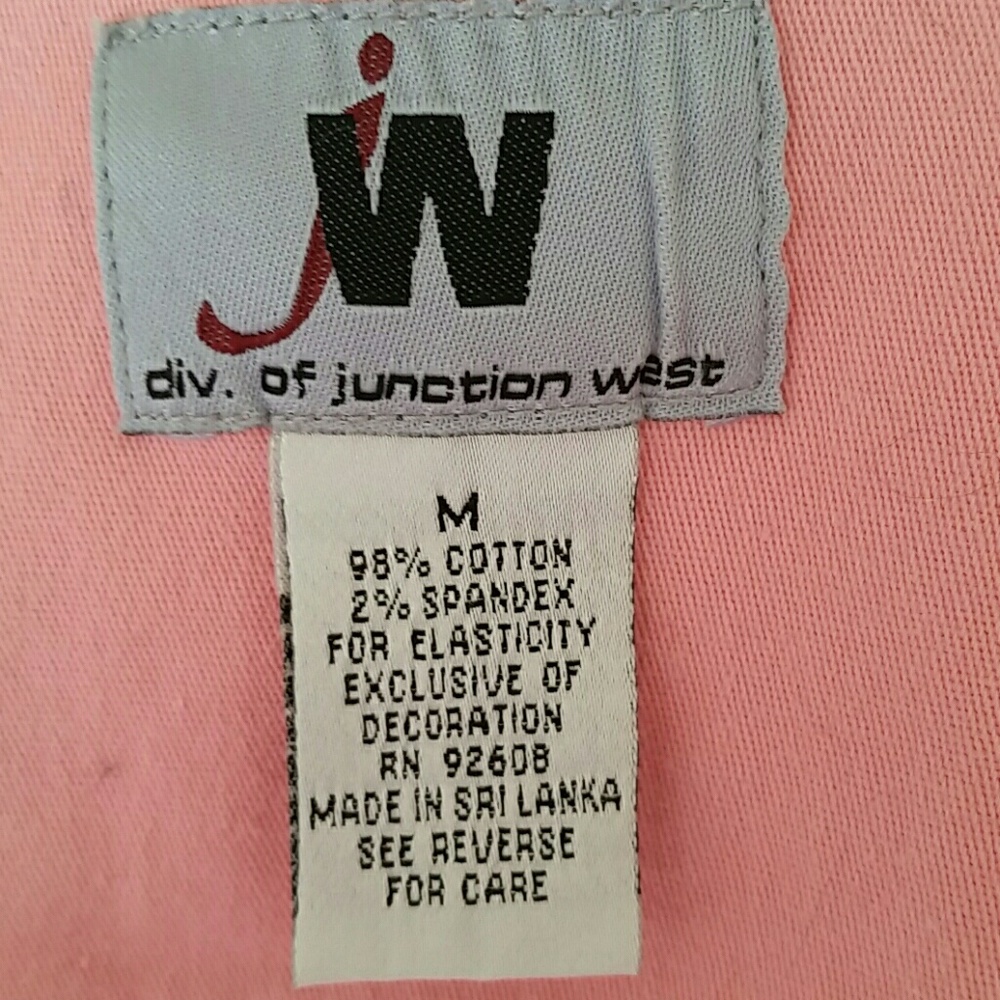 jW
div. of junction west
M
98% COTTON
2% SPANDEX
FOR ELASTICITY
EXCLUSIVE OF
DECORATION
RN 92608
MADE IN SRI LANKA
SEE REVERSE
FOR CARE